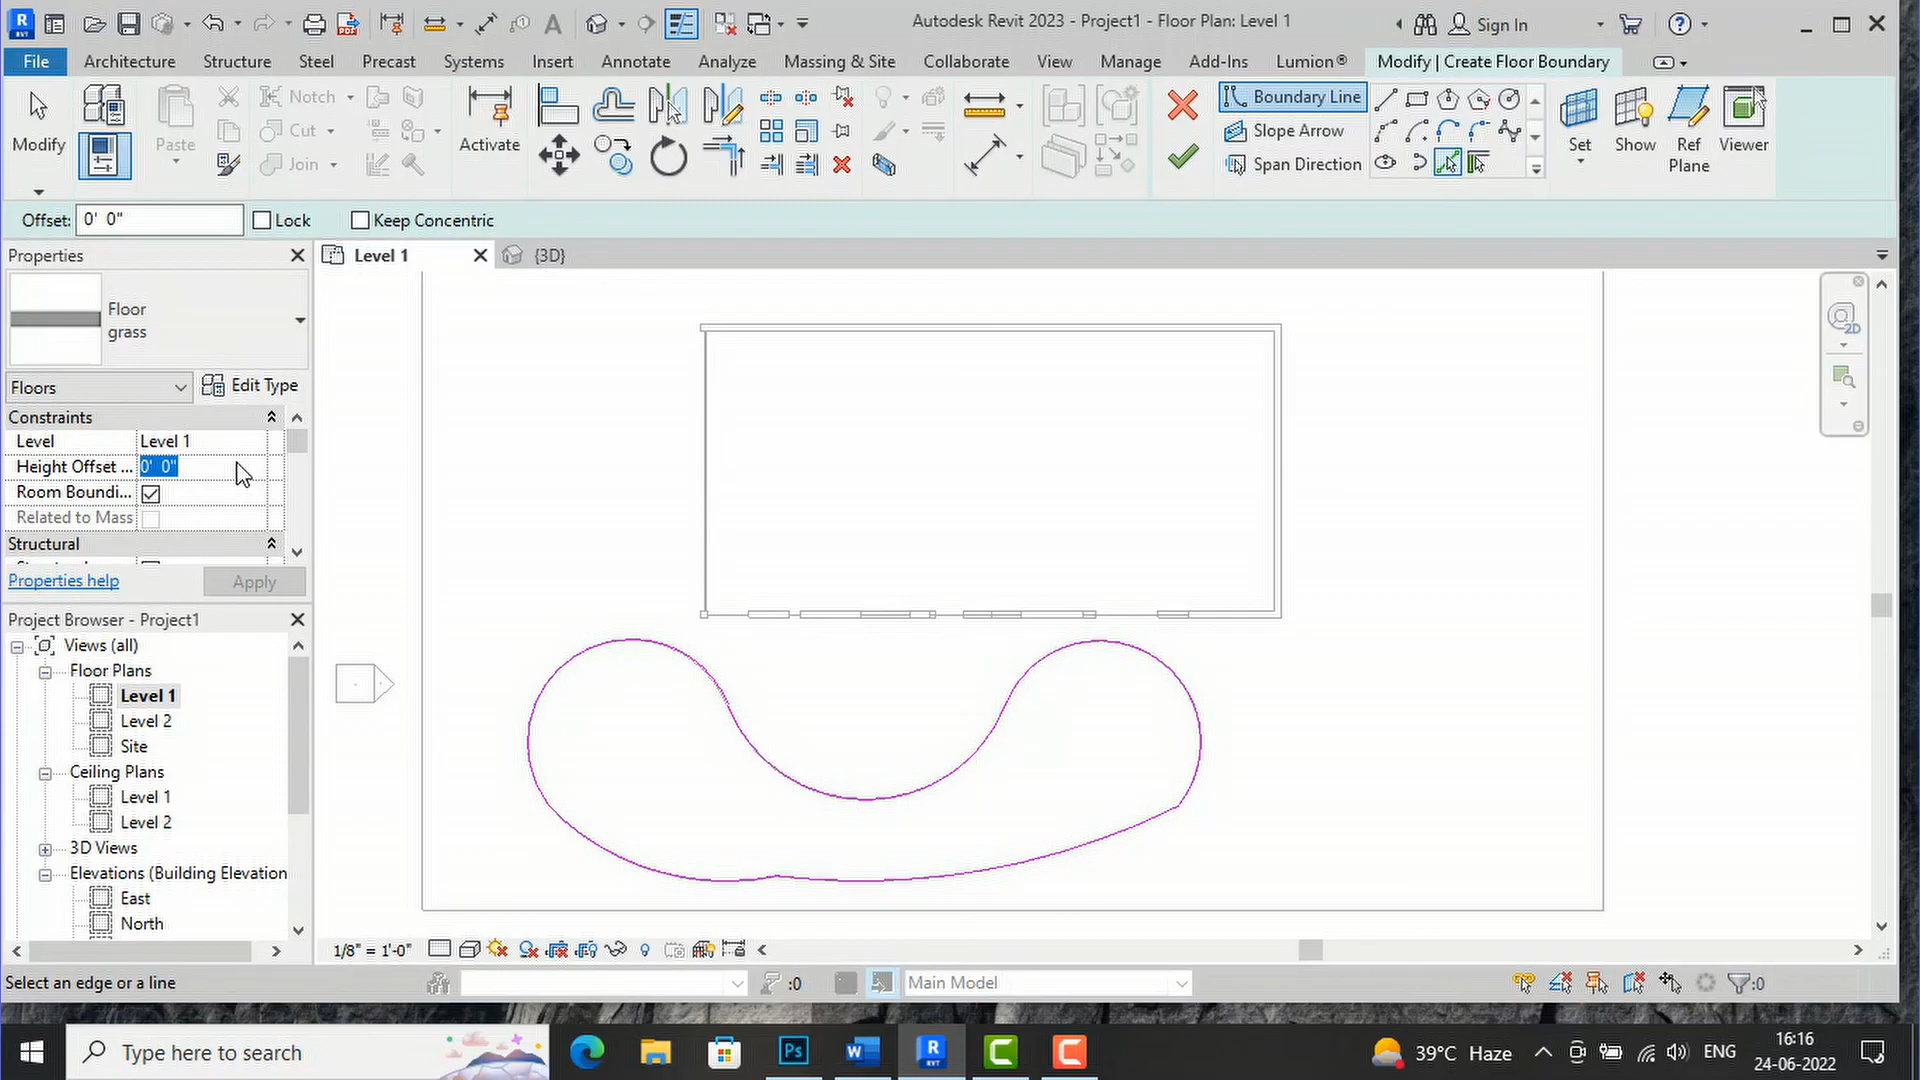 R
RVT
Autodesk Revit 2023 - Project1 - Floor Plan: Level 1
Sign In
File
Architecture
Structure
Steel
Precast
Systems
Insert
Annotate
Analyze
Massing & Site
Collaborate
View
Manage
Add-Ins
Lumion®
Modify | Create Floor Boundary
Modify
Paste
Notch
Cut
Join
Activate
Boundary Line
Slope Arrow
Span Direction
Set
Show
Ref
Plane
Viewer
Offset: 0' 0"
Lock
Keep Concentric
Properties
Level 1
{3D}
Floor
grass
Floors
Edit Type
Constraints
Level
Level 1
Height Offset ...
0' 0"
Room Boundi...
Related to Mass
Structural
Properties help
Apply
2D
Project Browser - Project1
Views (all)
Floor Plans
Level 1
Level 2
Site
Ceiling Plans
Level 1
Level 2
3D Views
Elevations (Building Elevation
East
North
1/8" = 1'-0"
Select an edge or a line
:0
Main Model
:0
Type here to search
Ps
W
R
RVT
C
C
39°C Haze
ENG
16:16
24-06-2022